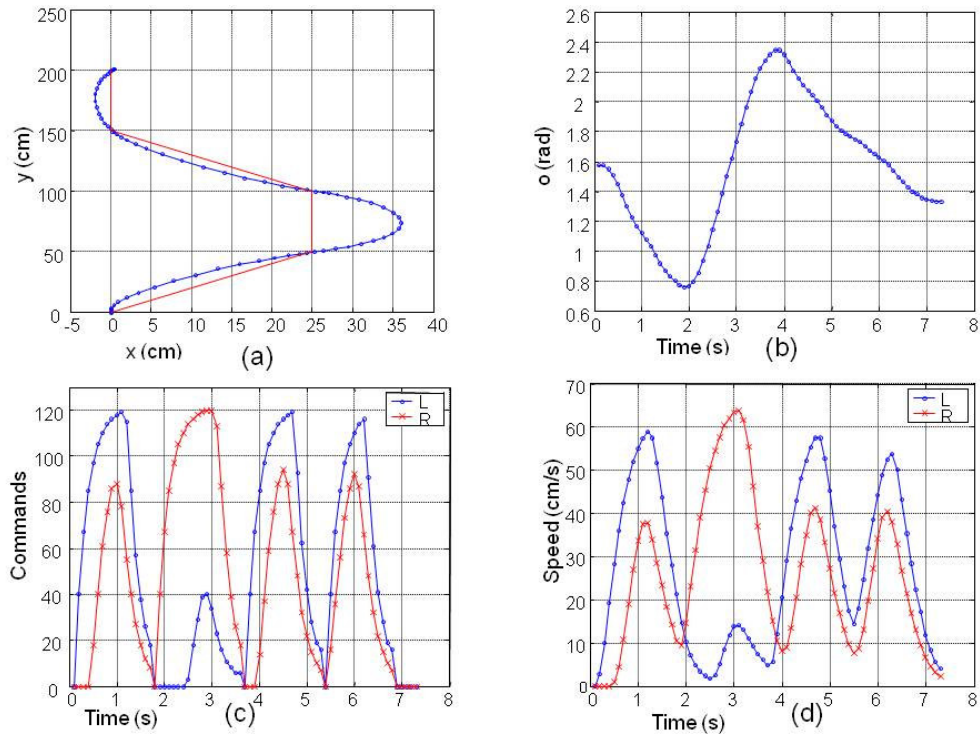 250
200
150
100
50
0
y (cm)
-5 0 5 10 15 20 25 30 35 40
x (cm)
(a)
2.6
2.4
2.2
2
1.8
1.6
1.4
1.2
1
0.8
0.6
o (rad)
0 1 2 3 4 5 6 7 8
Time (s)
(b)
120
100
80
60
40
20
0
Commands
L
R
0 1 2 3 4 5 6 7 8
Time (s)
(c)
70
60
50
40
30
20
10
0
Speed (cm/s)
L
R
0 1 2 3 4 5 6 7 8
Time (s)
(d)